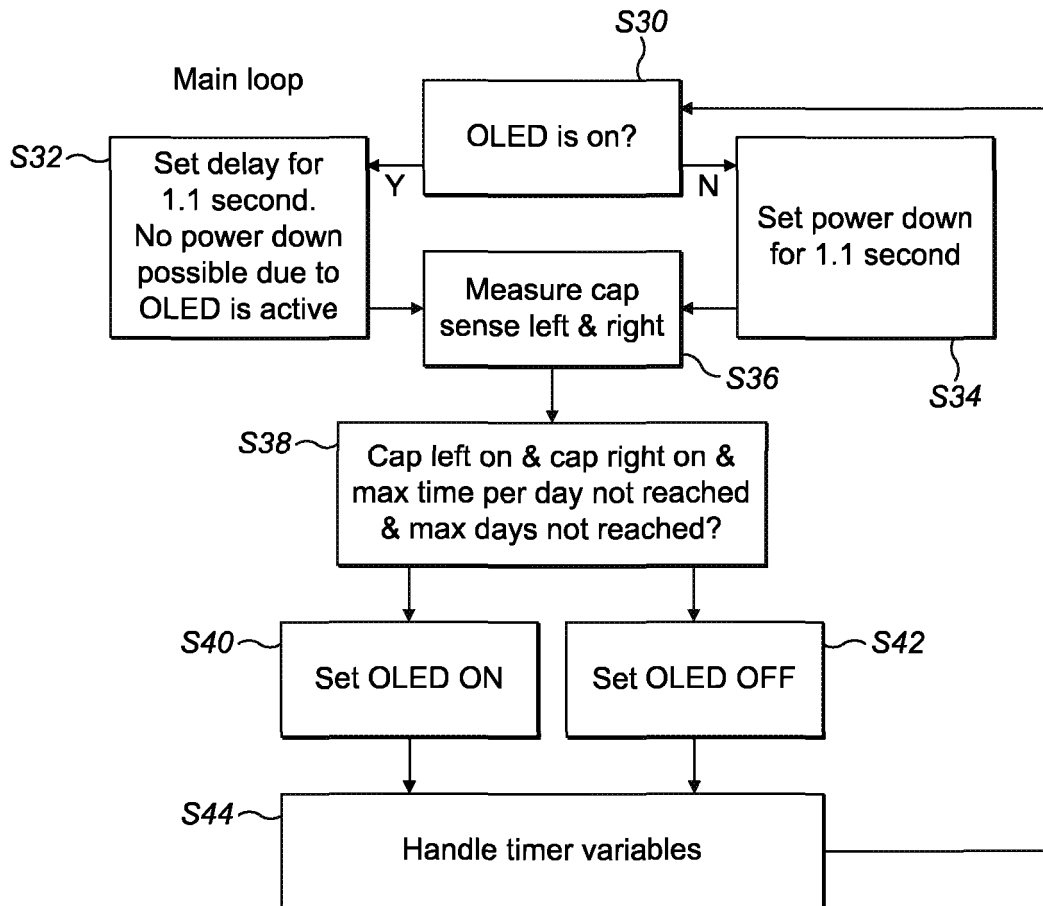 S30
Main loop
OLED is on?
S32
Y
N
Set delay for
1.1 second.
No power down
possible due to
OLED is active
Set power down
for 1.1 second
Measure cap
sense left & right
S36
S34
S38
Cap left on & cap right on &
max time per day not reached
& max days not reached?
S40
S42
Set OLED ON
Set OLED OFF
S44
Handle timer variables